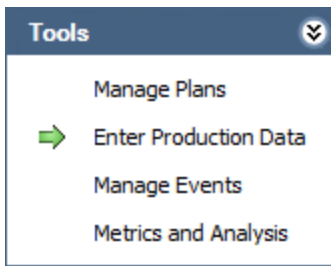 Tools
Manage Plans
Enter Production Data
Manage Events
Metrics and Analysis